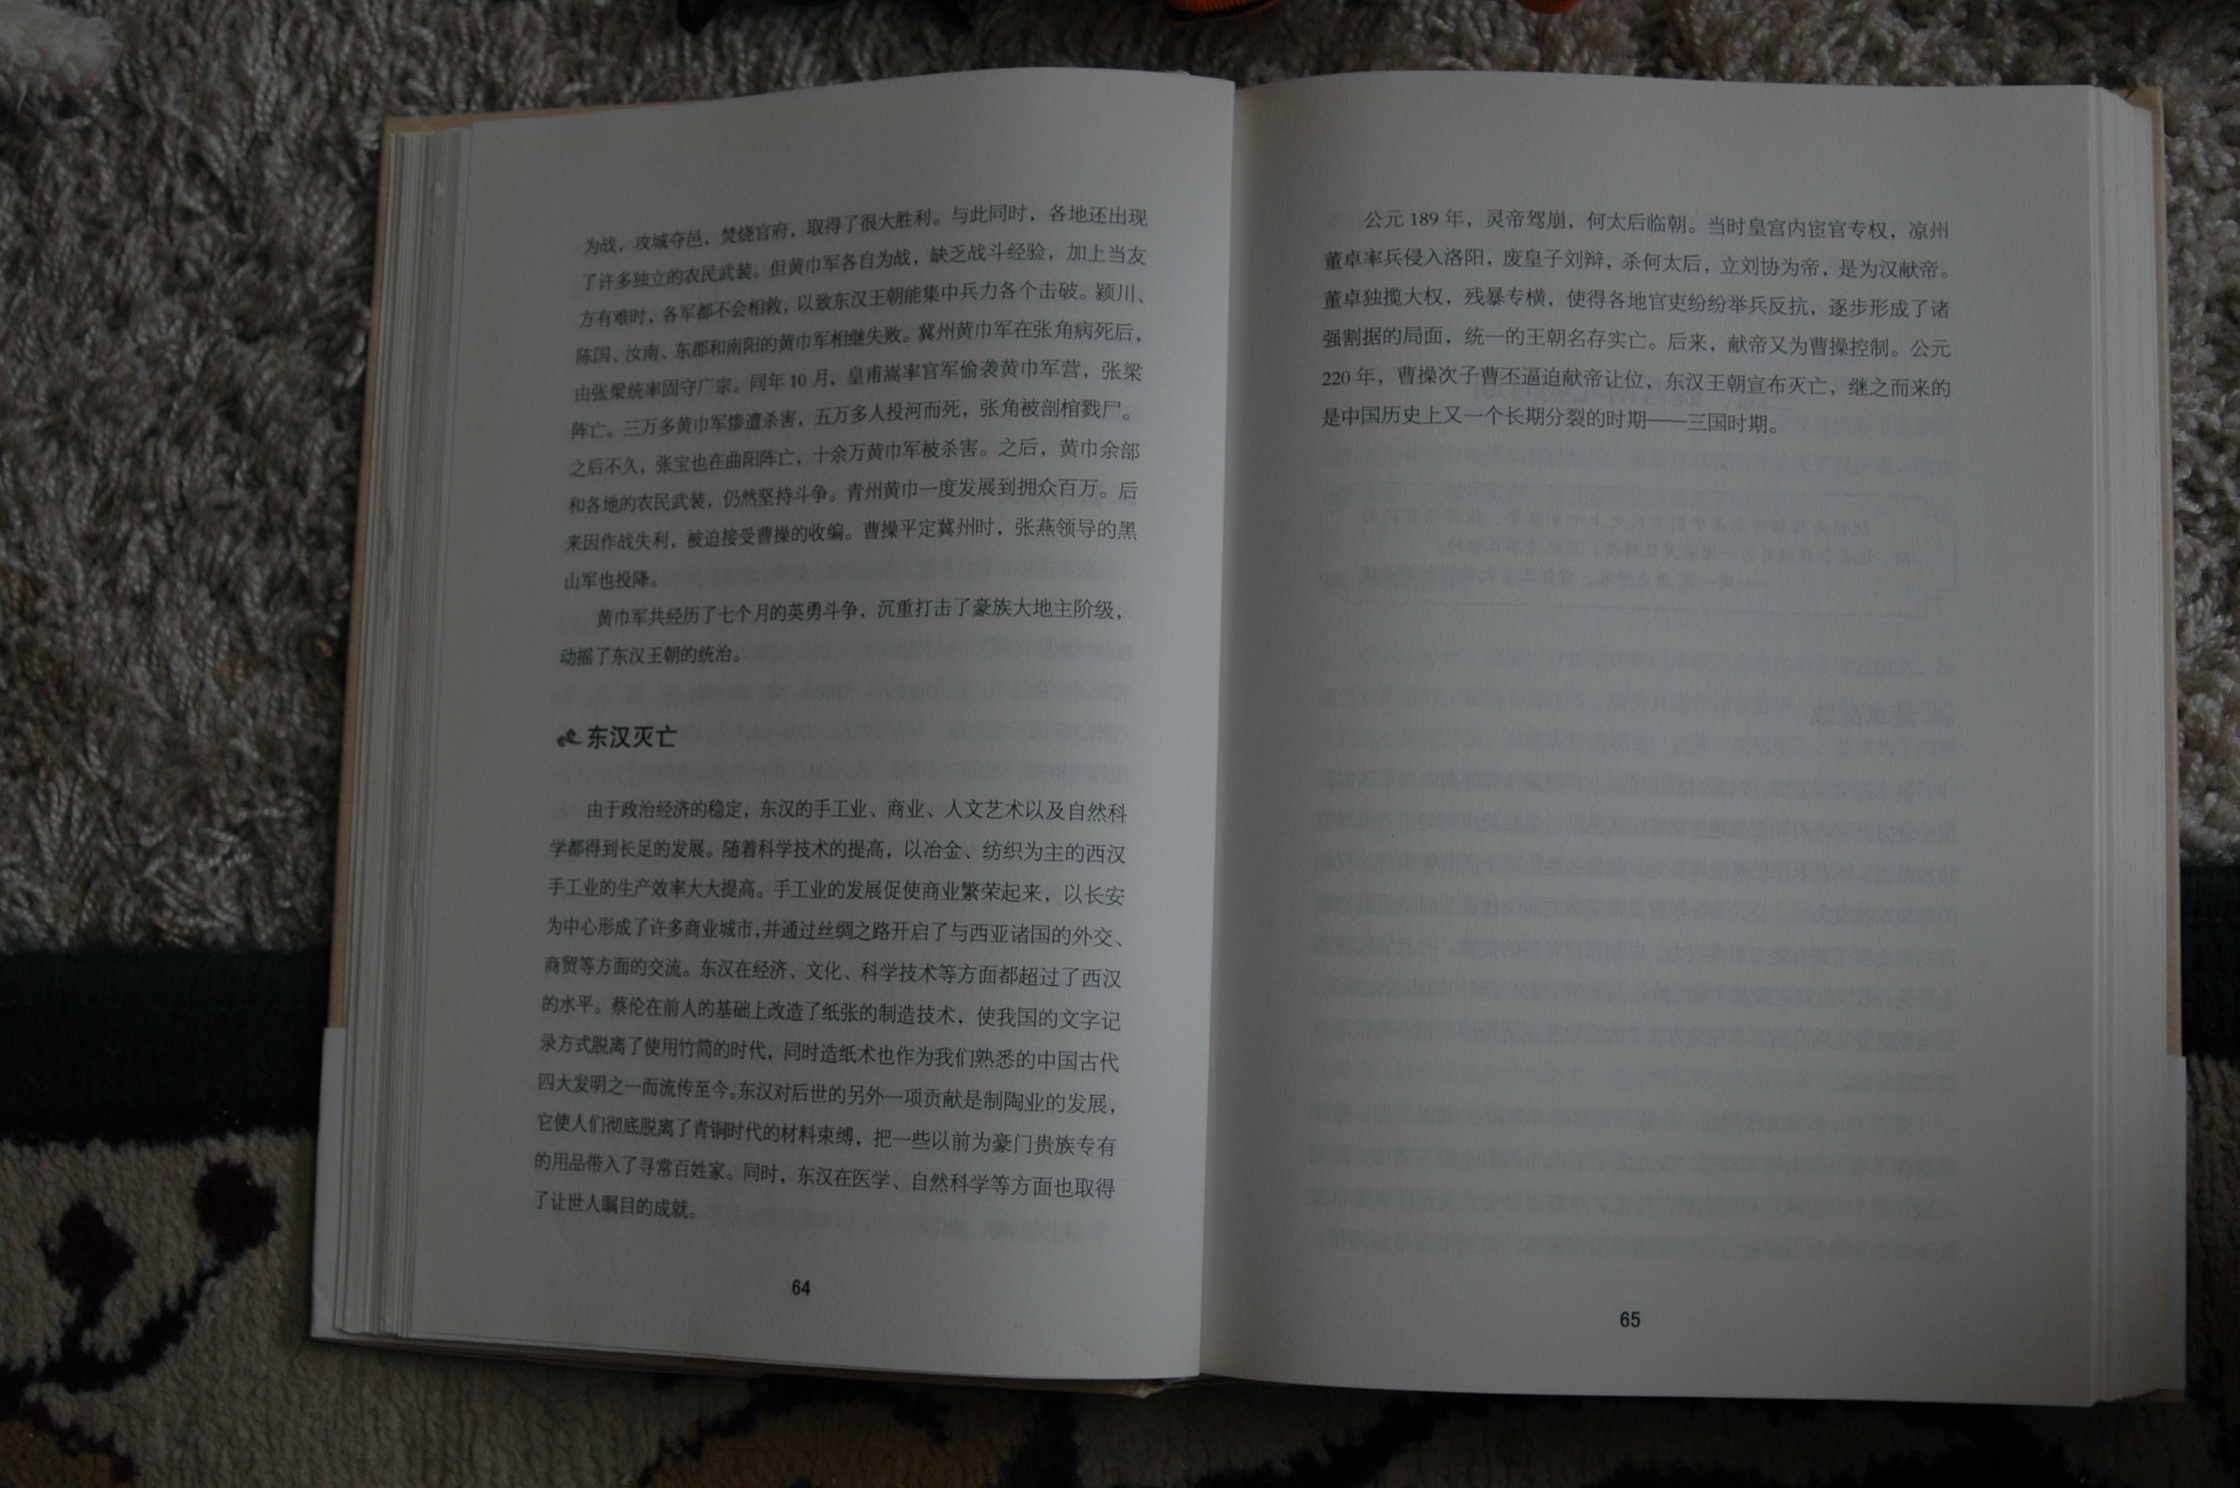 为战，攻城夺邑，焚烧官府，取得了很大胜利。与此同时，各地还出现
了许多独立的农民武装。但黄巾军各自为战，缺乏战斗经验，加上当友
方有难时，各军都不会相救，以致东汉王朝能集中兵力各个击破。颍川、
陈国、汝南、东郡和南阳的黄巾军相继失败。冀州黄巾军在张角病死后，
由张梁统率固守广宗。同年 10 月，皇甫嵩率官军偷袭黄巾军营，张梁
阵亡。三万多黄巾军惨遭杀害，五万多人投河而死，张角被剖棺戮尸。
之后不久，张宝也在曲阳阵亡，十余万黄巾军被杀害。之后，黄巾余部
和各地的农民武装，仍然坚持斗争。青州黄巾一度发展到拥众百万。后
来因作战失利，被迫接受曹操的收编。曹操平定冀州时，张燕领导的黑
山军也投降。
黄巾军共经历了七个月的英勇斗争，沉重打击了豪族大地主阶级，
动摇了东汉王朝的统治。
东汉灭亡
由于政治经济的稳定，东汉的手工业、商业、人文艺术以及自然科
学都得到长足的发展。随着科学技术的提高，以冶金、纺织为主的西汉
手工业的生产效率大大提高。手工业的发展促使商业繁荣起来，以长安
为中心形成了许多商业城市，并通过丝绸之路开启了与西亚诸国的外交、
商贸等方面的交流。东汉在经济、文化、科学技术等方面都超过了西汉
的水平。蔡伦在前人的基础上改造了纸张的制造技术，使我国的文字记
录方式脱离了使用竹简的时代，同时造纸术也作为我们熟悉的中国古代
四大发明之一而流传至今。东汉对后世的另外一项贡献是制陶业的发展，
它使人们彻底脱离了青铜时代的材料束缚，把一些以前为豪门贵族专有
的用品带入了寻常百姓家。同时，东汉在医学、自然科学等方面也取得
了让世人瞩目的成就。
64
公元 189 年，灵帝驾崩，何太后临朝。当时皇宫内宦官专权，凉州
董卓率兵侵入洛阳，废皇子刘辩，杀何太后，立刘协为帝，是为汉献帝。
董卓独揽大权，残暴专横，使得各地官吏纷纷举兵反抗，逐步形成了诸
强割据的局面，统一的王朝名存实亡。后来，献帝又为曹操控制。公元
220 年，曹操次子曹丕逼迫献帝让位，东汉王朝宣布灭亡，继之而来的
是中国历史上又一个长期分裂的时期——三国时期。
65